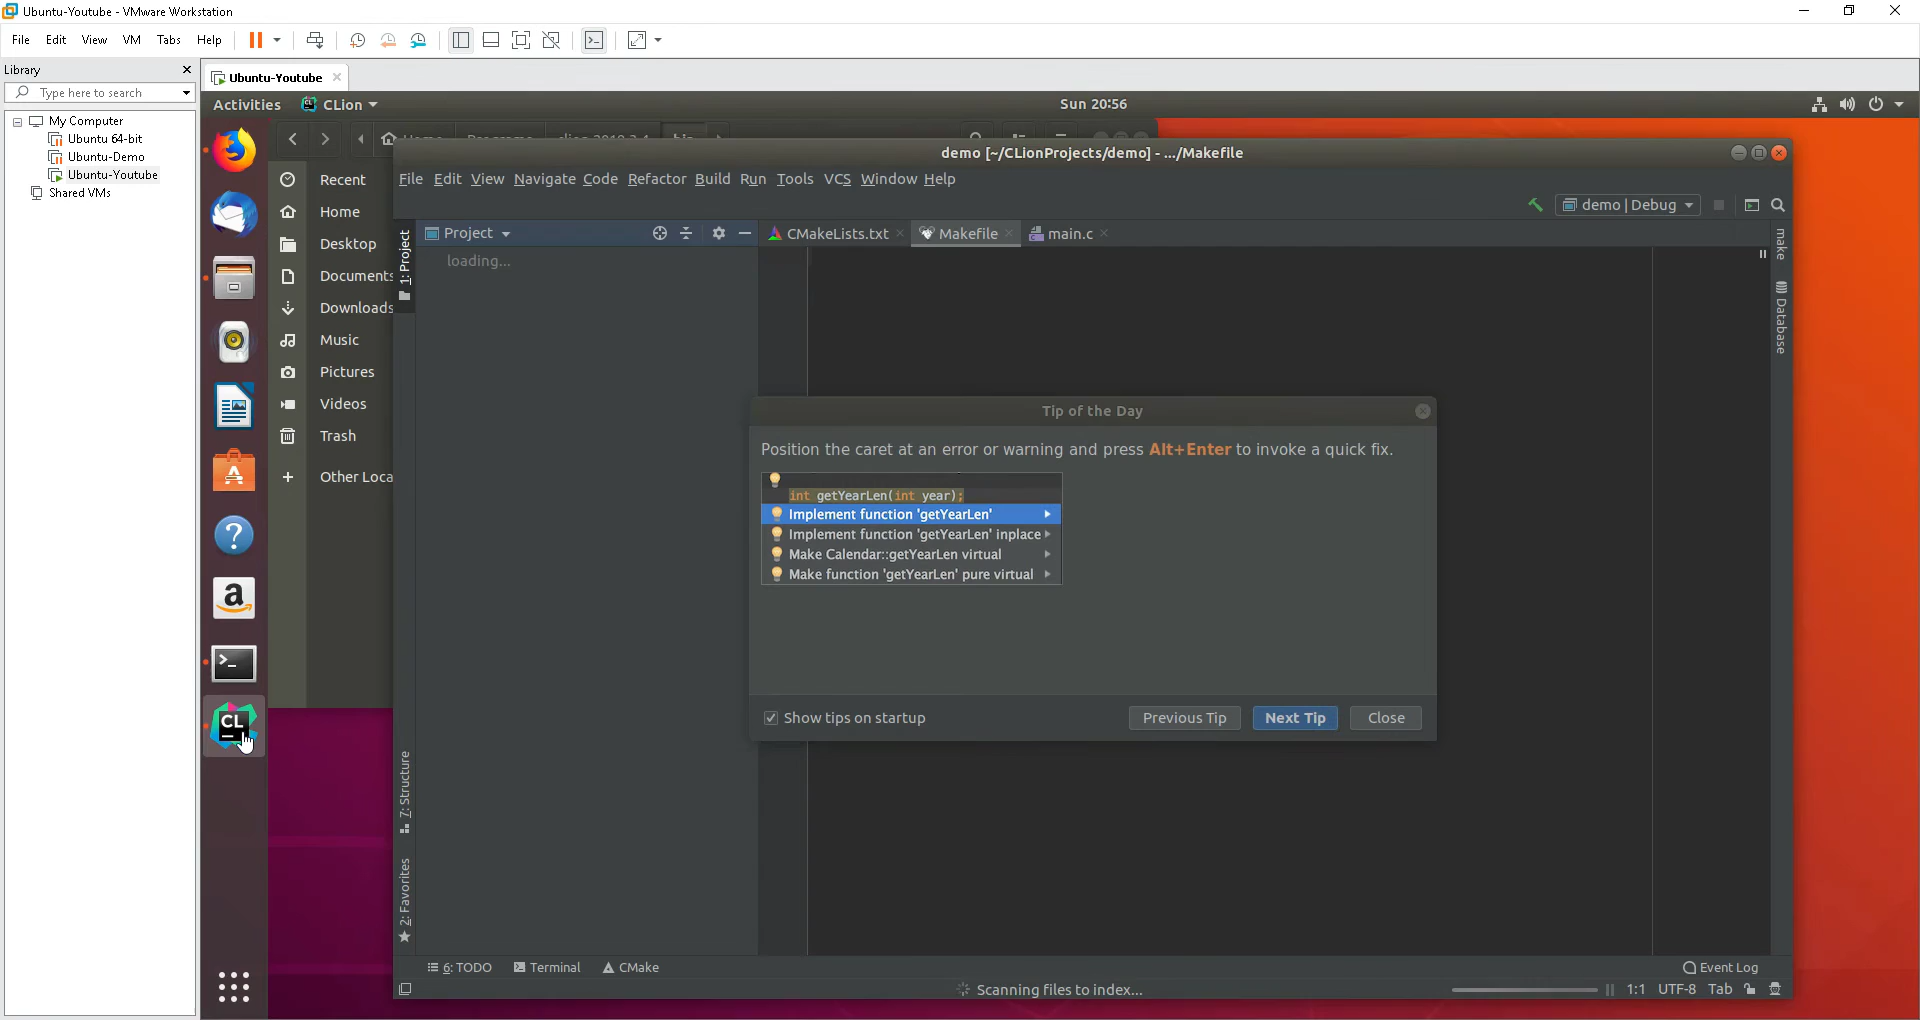 Ubuntu-Youtube - VMware Workstation
File Edit View VM Tabs Help
Library
Type here to search
My Computer
Ubuntu 64-bit
Ubuntu-Demo
Ubuntu-Youtube
Shared VMs
Ubuntu-Youtube
Activities CLion Sun 20:56
Recent
Home
Desktop
Documents
Downloads
Music
Pictures
Videos
Trash
Other Loca
demo [~/CLionProjects/demo] - .../Makefile
File Edit View Navigate Code Refactor Build Run Tools VCS Window Help
demo | Debug
1: Project
Project
loading...
CMakeLists.txt Makefile main.c
make
Database
Tip of the Day
Position the caret at an error or warning and press Alt+Enter to invoke a quick fix.
int getYearLen(int year);
Implement function 'getYearLen'
Implement function 'getYearLen' inplace
Make Calendar::getYearLen virtual
Make function 'getYearLen' pure virtual
Show tips on startup
Previous Tip Next Tip Close
7: Structure
2: Favorites
6: TODO Terminal CMake Event Log
Scanning files to index... 1:1 UTF-8 Tab
CL
a